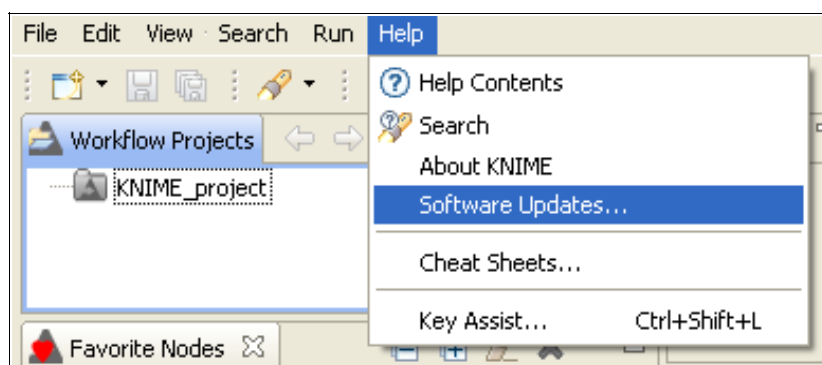 File Edit View Search Run Help
Help Contents
Search
Workflow Projects
About KNIME
KNIME_project
Software Updates...
Cheat Sheets...
Key Assist... Ctrl+Shift+L
Favorite Nodes